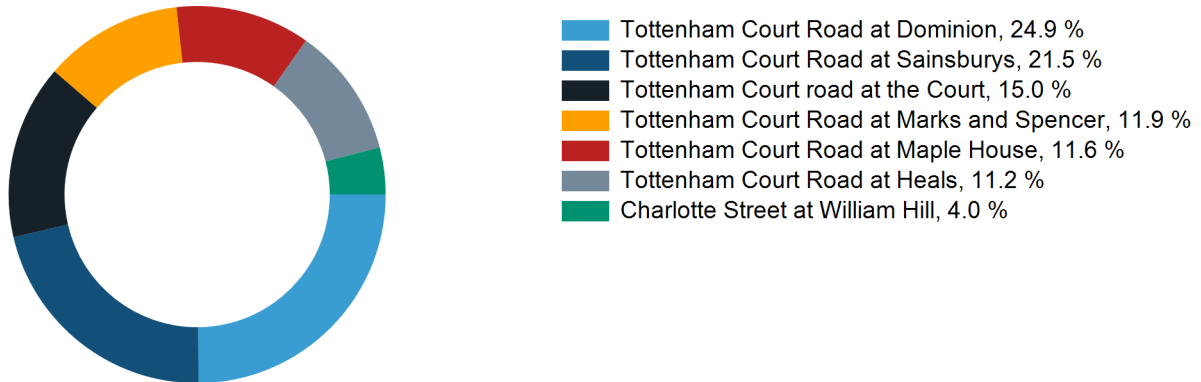 Tottenham Court Road at Dominion, 24.9 %
Tottenham Court Road at Sainsburys, 21.5 %
Tottenham Court road at the Court, 15.0 %
Tottenham Court Road at Marks and Spencer, 11.9 %
Tottenham Court Road at Maple House, 11.6 %
Tottenham Court Road at Heals, 11.2 %
Charlotte Street at William Hill, 4.0 %